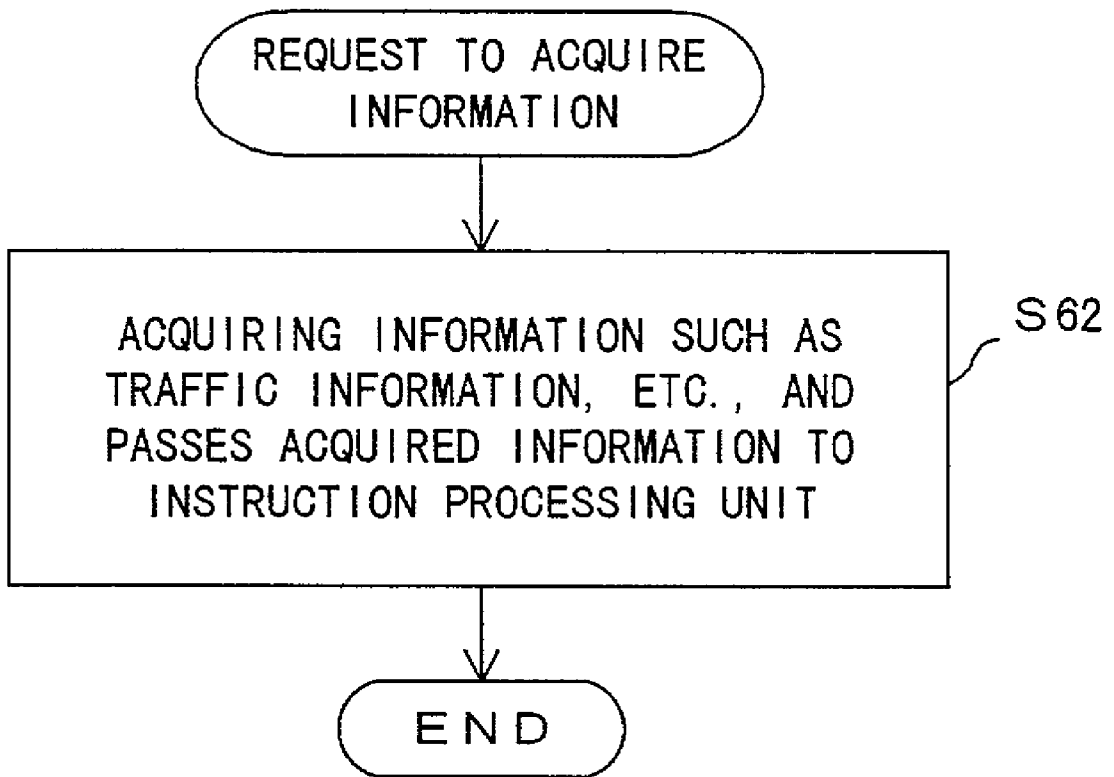 REQUEST TO ACQUIRE
INFORMATION
ACQUIRING INFORMATION SUCH AS
TRAFFIC INFORMATION, ETC., AND
PASSES ACQUIRED INFORMATION TO
INSTRUCTION PROCESSING UNIT
S62
END